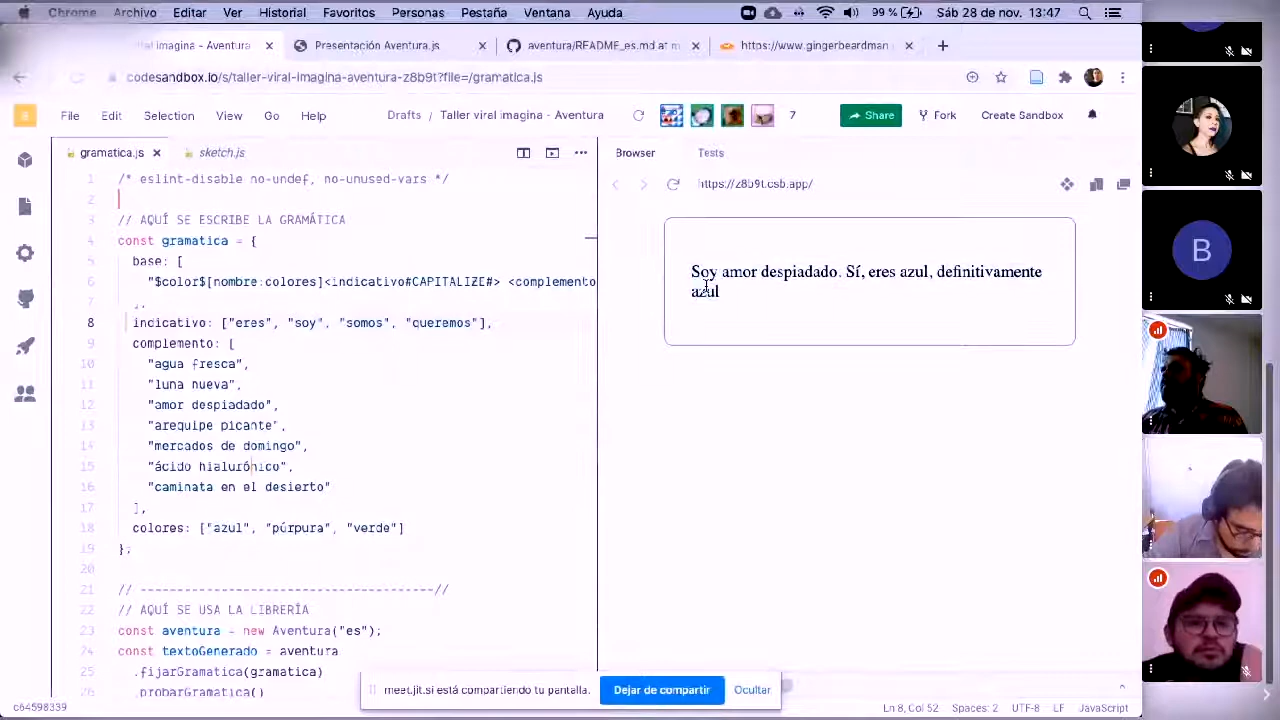 Chrome Archivo Editar Ver Historial Favoritos Personas Pestaña Ventana Ayuda 99 % Sáb 28 de nov. 13:47
imagina - Aventura Presentación Aventura.js aventura/README_es.md at m https://www.gingerbeardman
codesandbox.io/s/taller-viral-imagina-aventura-z8b9t?file=/gramatica.js
File Edit Selection View Go Help Drafts / Taller viral imagina - Aventura 7 Share Fork Create Sandbox
gramatica.js sketch.js
1 /* eslint-disable no-undef, no-unused-vars */
2
3 // AQUÍ SE ESCRIBE LA GRAMÁTICA
4 const gramatica = {
5 base: [
6 "$color$[nombre:colores]<indicativo#CAPITALIZE#> <complemento
7 ],
8 indicativo: ["eres", "soy", "somos", "queremos"],
9 complemento: [
10 "agua fresca",
11 "luna nueva",
12 "amor despiadado",
13 "arequipe picante",
14 "mercados de domingo",
15 "ácido hialurónico",
16 "caminata en el desierto"
17 ],
18 colores: ["azul", "púrpura", "verde"]
19 };
20
21 // ----------------------------------------//
22 // AQUÍ SE USA LA LIBRERÍA
23 const aventura = new Aventura("es");
24 const textoGenerado = aventura
25 .fijarGramatica(gramatica)
26 .probarGramatica()
Browser Tests
https://z8b9t.csb.app/
Soy amor despiadado. Sí, eres azul, definitivamente
azul
B
meet.jit.si está compartiendo tu pantalla. Dejar de compartir Ocultar
c64598339 Ln 8, Col 52 Spaces: 2 UTF-8 LF JavaScript